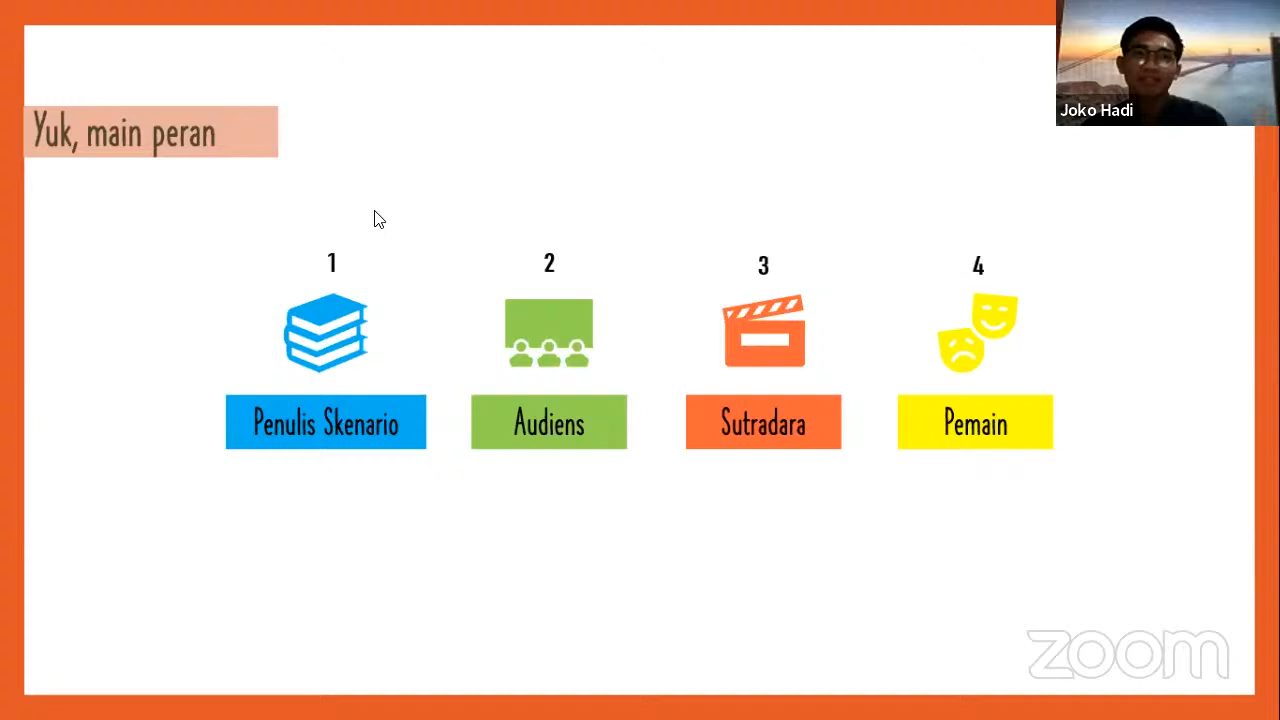 Joko Hadi
Yuk, main peran
1 2 3 4
Penulis Skenario Audiens Sutradara Pemain
zoom